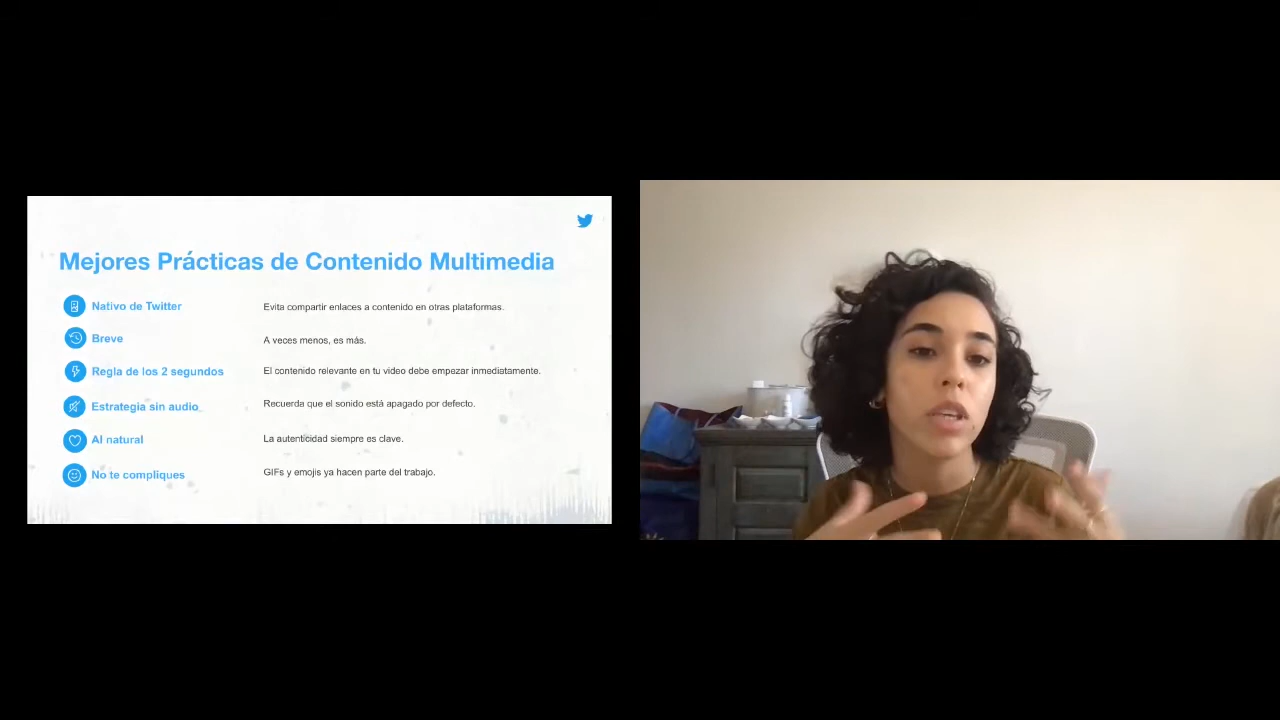 Mejores Prácticas de Contenido Multimedia
Nativo de Twitter Evita compartir enlaces a contenido en otras plataformas.
Breve A veces menos, es más.
Regla de los 2 segundos El contenido relevante en tu video debe empezar inmediatamente.
Estrategia sin audio Recuerda que el sonido está apagado por defecto.
Al natural La autenticidad siempre es clave.
No te compliques GIFs y emojis ya hacen parte del trabajo.